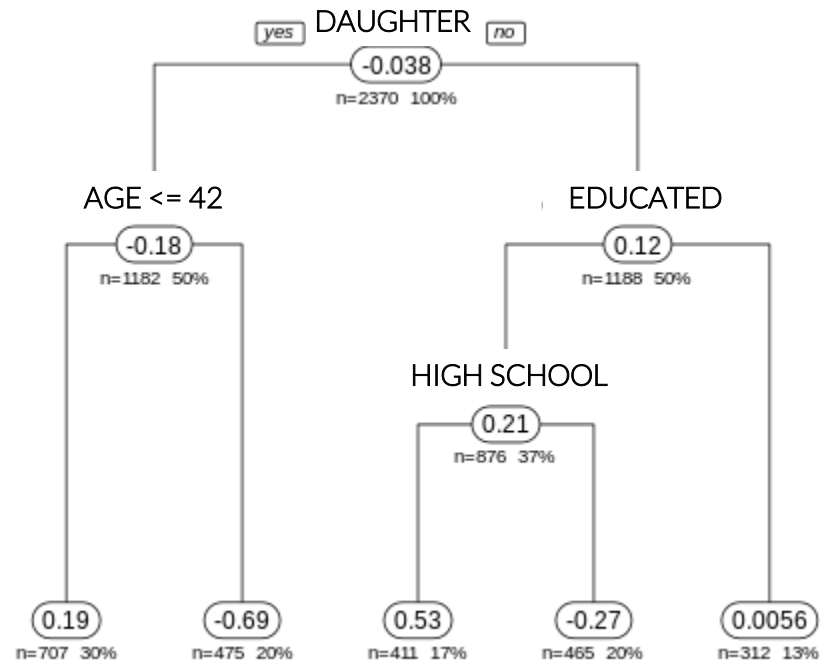 yes DAUGHTER no
-0.038
n=2370 100%
AGE <= 42 EDUCATED
-0.18 0.12
n=1182 50% n=1188 50%
HIGH SCHOOL
0.21
n=876 37%
0.19 -0.69 0.53 -0.27 0.0056
n=707 30% n=475 20% n=411 17% n=465 20% n=312 13%